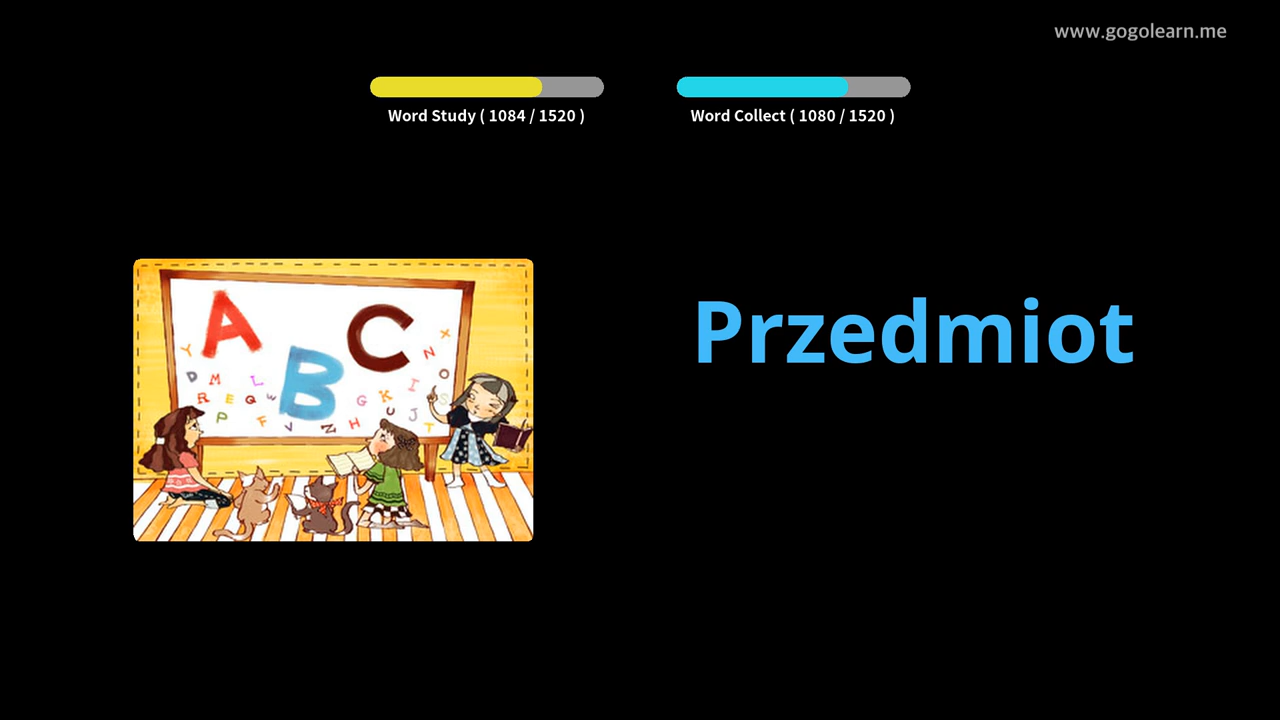 www.gogolearn.me
Word Study ( 1084 / 1520 )
Word Collect ( 1080 / 1520 )
Przedmiot
A
B
C
X
Y
N
D
M
L
I
O
R
E
Q
W
G
K
S
P
F
V
Z
H
U
J
T